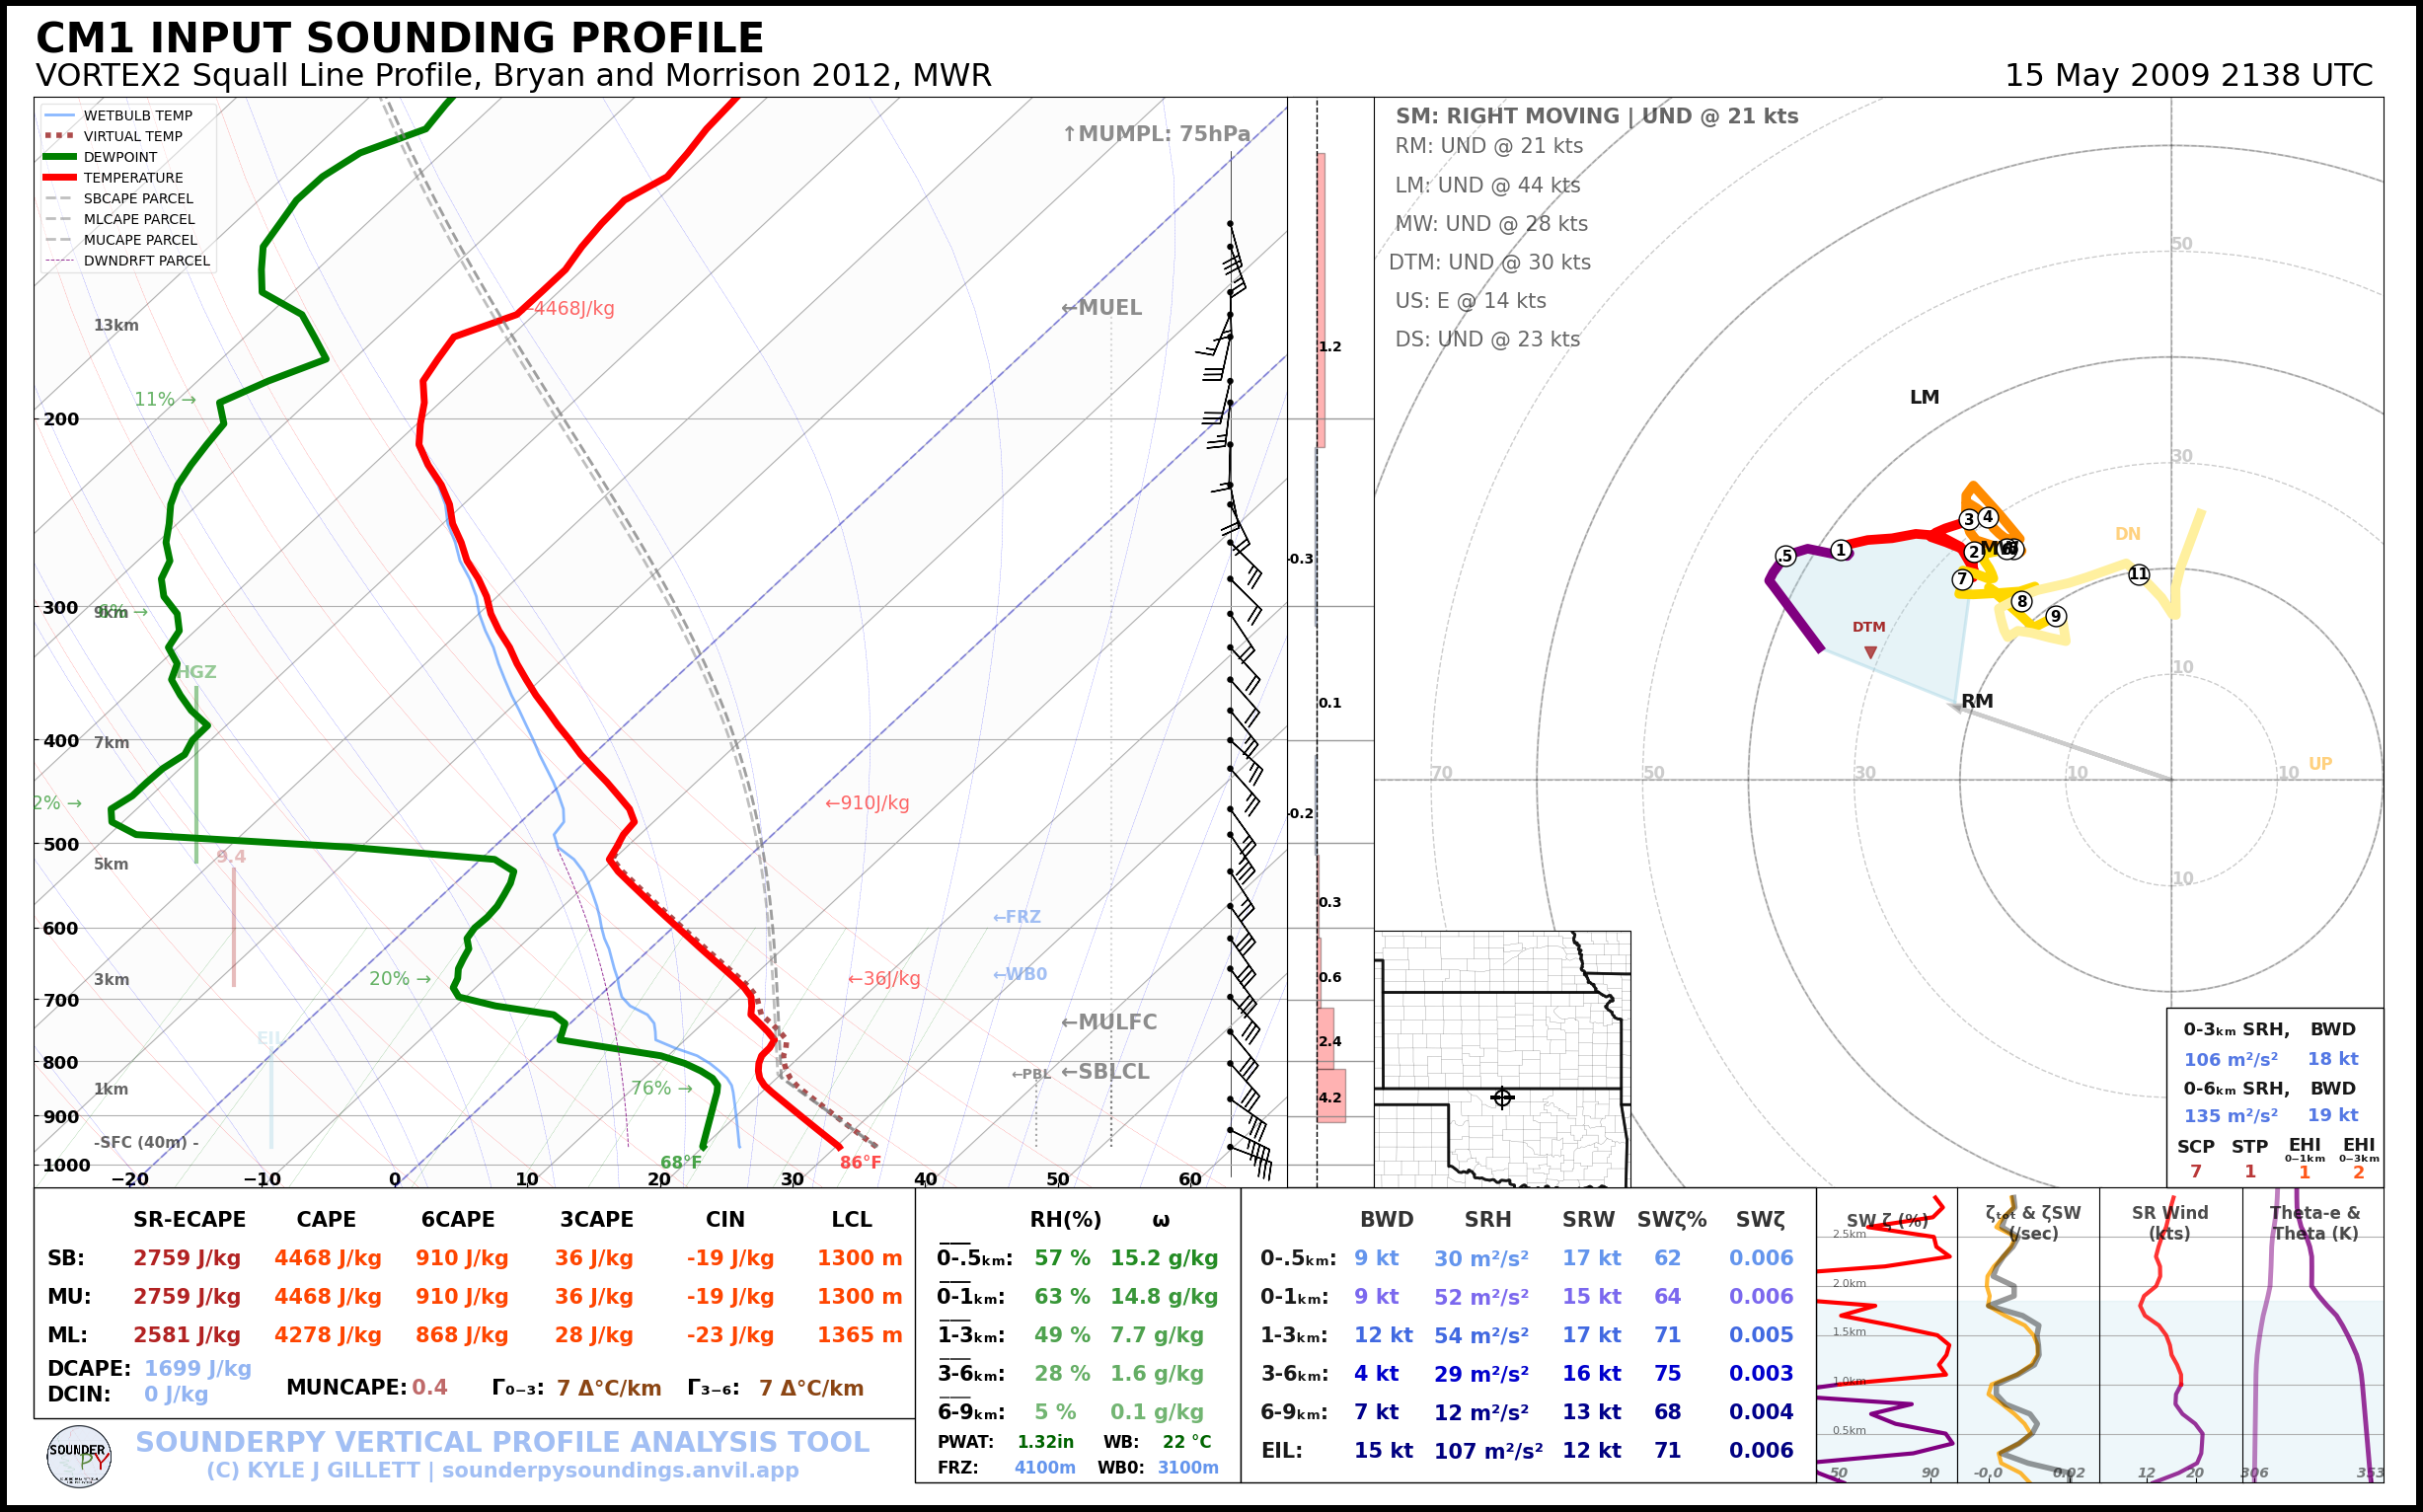 CM1 INPUT SOUNDING PROFILE
VORTEX2 Squall Line Profile, Bryan and Morrison 2012, MWR
15 May 2009 2138 UTC
WETBULB TEMP
VIRTUAL TEMP
DEWPOINT
TEMPERATURE
SBCAPE PARCEL
MLCAPE PARCEL
MUCAPE PARCEL
DWNDRFT PARCEL
↑MUMPL: 75hPa
←MUEL
-4468J/kg
13km
11% →
200
300
9km
HGZ
400
7km
2% →
←910J/kg
500
5km
9.4
600
←FRZ
20% →
3km
←36J/kg
←WB0
700
←MULFC
EIL
800
←PBL
←SBLCL
1km
76% →
900
-SFC (40m) -
1000
68°F
86°F
−20 −10 0 10 20 30 40 50 60
1.2
-0.3
0.1
-0.2
0.3
0.6
2.4
4.2
SM: RIGHT MOVING | UND @ 21 kts
RM: UND @ 21 kts
LM: UND @ 44 kts
MW: UND @ 28 kts
DTM: UND @ 30 kts
US: E @ 14 kts
DS: UND @ 23 kts
50
LM
30
DN
.5 1 2 3 4 7 8 9 11
MW
DTM
RM
10
UP
70 50 30 10 10
10
0-3km SRH, BWD
106 m²/s² 18 kt
0-6km SRH, BWD
135 m²/s² 19 kt
SCP STP EHI 0−1km EHI 0−3km
7 1 1 2
SR-ECAPE CAPE 6CAPE 3CAPE CIN LCL
SB: 2759 J/kg 4468 J/kg 910 J/kg 36 J/kg -19 J/kg 1300 m
MU: 2759 J/kg 4468 J/kg 910 J/kg 36 J/kg -19 J/kg 1300 m
ML: 2581 J/kg 4278 J/kg 868 J/kg 28 J/kg -23 J/kg 1365 m
DCAPE: 1699 J/kg
DCIN: 0 J/kg
MUNCAPE: 0.4 Γ₀₋₃: 7 Δ°C/km Γ₃₋₆: 7 Δ°C/km
RH(%) ω
0-.5km: 57 % 15.2 g/kg
0-1km: 63 % 14.8 g/kg
1-3km: 49 % 7.7 g/kg
3-6km: 28 % 1.6 g/kg
6-9km: 5 % 0.1 g/kg
PWAT: 1.32in WB: 22 °C
FRZ: 4100m WB0: 3100m
BWD SRH SRW SWζ% SWζ
0-.5km: 9 kt 30 m²/s² 17 kt 62 0.006
0-1km: 9 kt 52 m²/s² 15 kt 64 0.006
1-3km: 12 kt 54 m²/s² 17 kt 71 0.005
3-6km: 4 kt 29 m²/s² 16 kt 75 0.003
6-9km: 7 kt 12 m²/s² 13 kt 68 0.004
EIL: 15 kt 107 m²/s² 12 kt 71 0.006
SW ζ (%)
2.5km
2.0km
1.5km
1.0km
0.5km
50 90
ζₜₒₜ & ζSW
(/sec)
-0.0 0.02
SR Wind
(kts)
12 20
Theta-e &
Theta (K)
306 353
SOUNDERPY
SOUNDERPY VERTICAL PROFILE ANALYSIS TOOL
(C) KYLE J GILLETT | sounderpysoundings.anvil.app